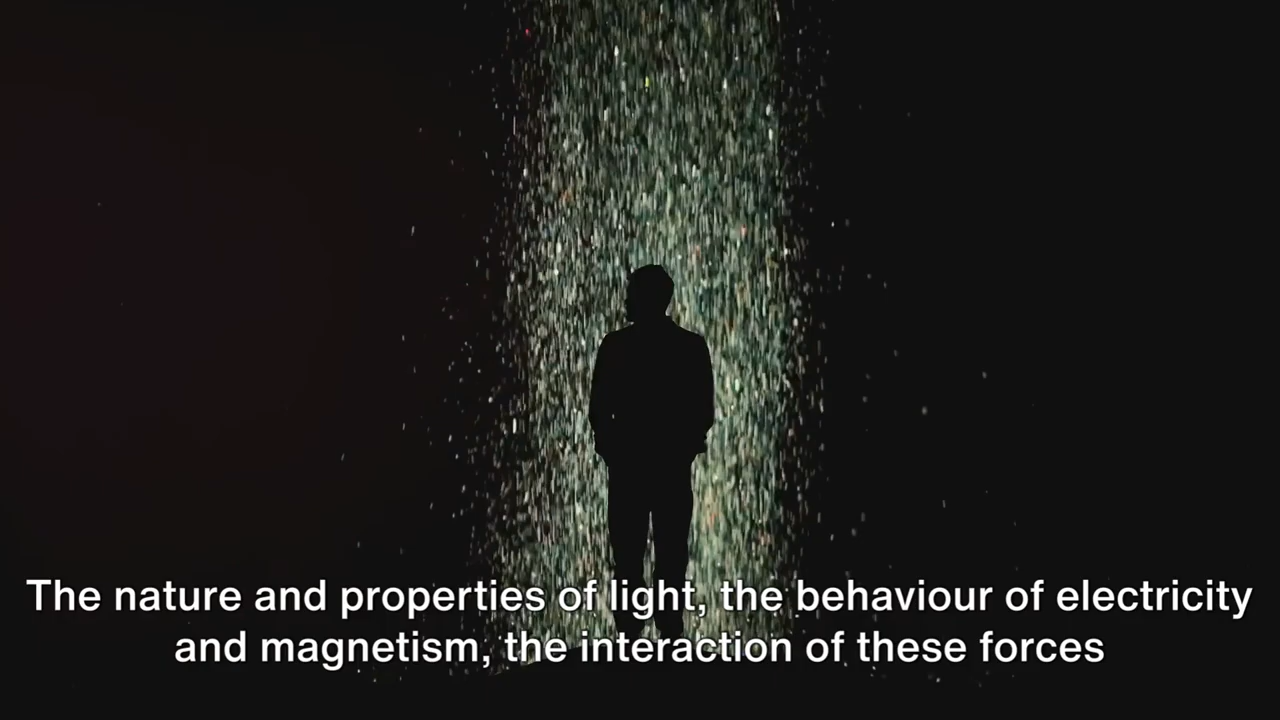 The nature and properties of light, the behaviour of electricity
and magnetism, the interaction of these forces